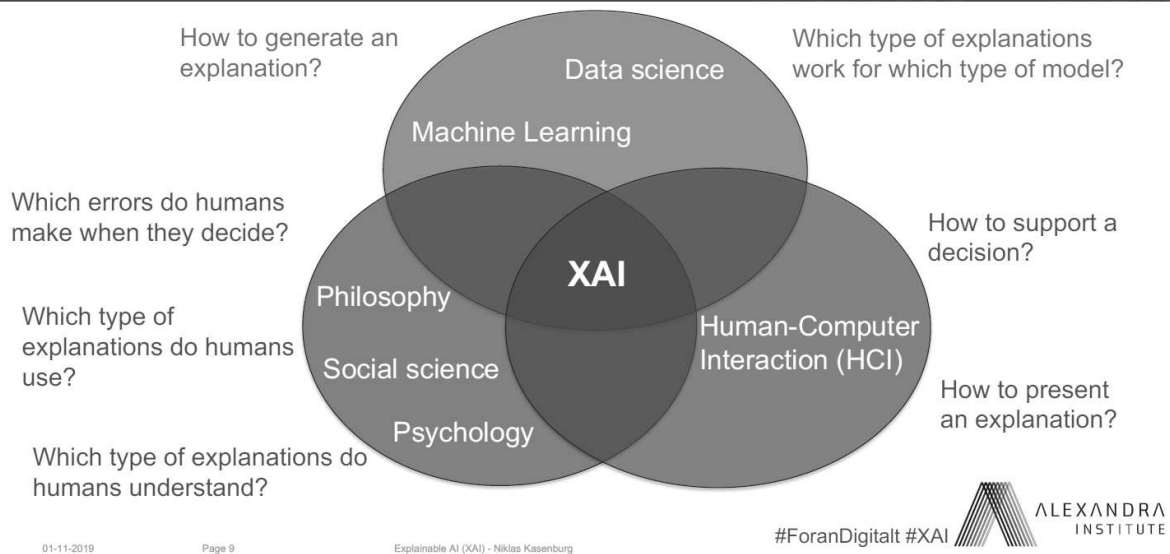 How to generate an
explanation?
Data science
Machine Learning
Which type of explanations
work for which type of model?
Which errors do humans
make when they decide?
How to support a
decision?
XAI
Philosophy
Social science
Psychology
Human-Computer
Interaction (HCI)
Which type of
explanations do humans
use?
How to present
an explanation?
Which type of explanations do
humans understand?
#ForanDigitalt #XAI
ALEXANDRA
INSTITUTE
01-11-2019
Page 9
Explainable AI (XAI) - Niklas Kasenburg